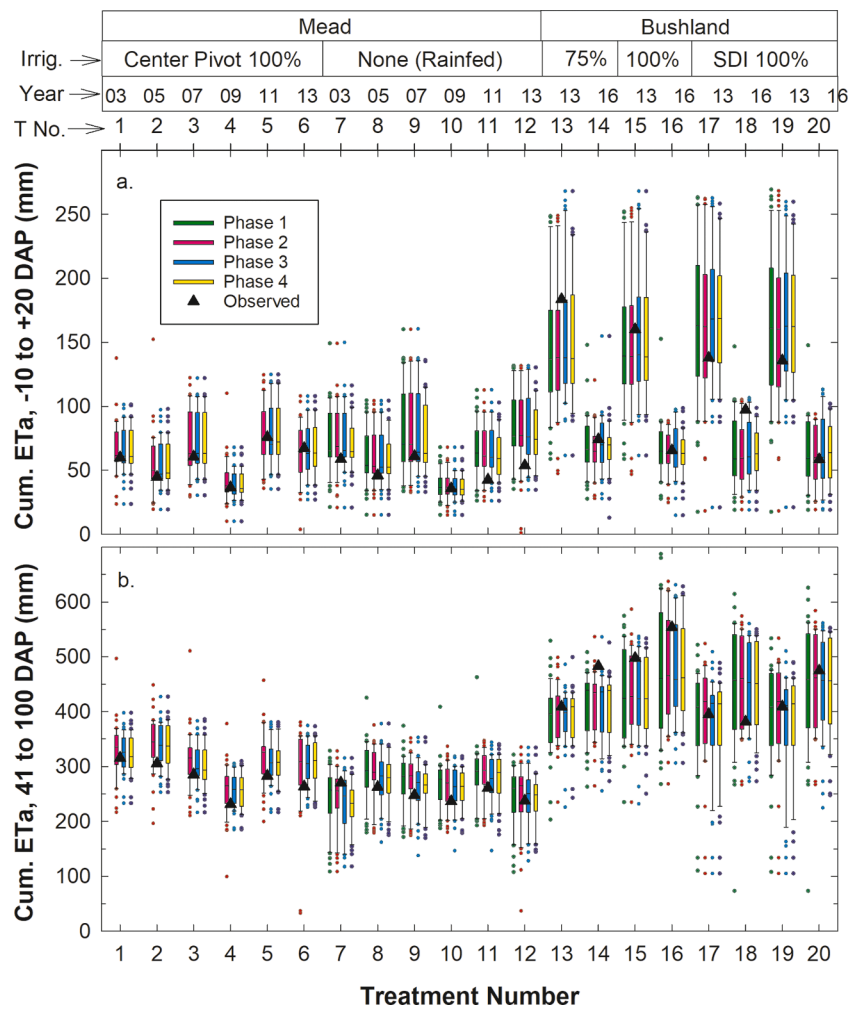 Mead Bushland
Irrig. Center Pivot 100% None (Rainfed) 75% 100% SDI 100%
Year 03 05 07 09 11 13 03 05 07 09 11 13 13 16 13 16 13 16 13 16
T No. 1 2 3 4 5 6 7 8 9 10 11 12 13 14 15 16 17 18 19 20
Cum. ETa, -10 to +20 DAP (mm)
a.
250
200
150
100
50
0
Phase 1
Phase 2
Phase 3
Phase 4
Observed
Cum. ETa, 41 to 100 DAP (mm)
b.
600
500
400
300
200
100
0
1 2 3 4 5 6 7 8 9 10 11 12 13 14 15 16 17 18 19 20
Treatment Number